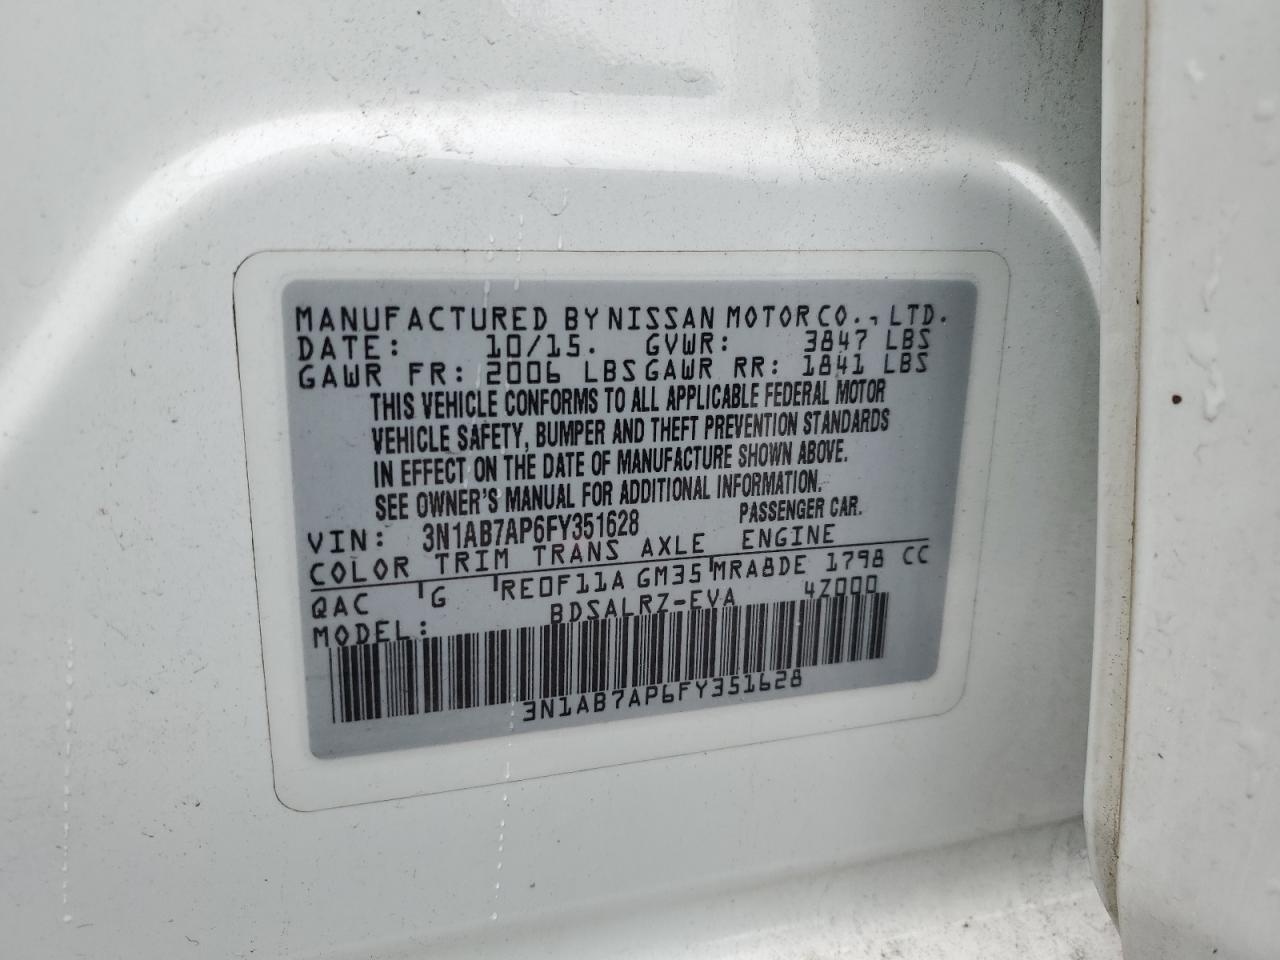 MANUFACTURED BY NISSAN MOTOR CO., LTD.
DATE: 10/15. GVWR: 3847 LBS
GAWR FR: 2006 LBS GAWR RR: 1841 LBS
THIS VEHICLE CONFORMS TO ALL APPLICABLE FEDERAL MOTOR
VEHICLE SAFETY, BUMPER AND THEFT PREVENTION STANDARDS
IN EFFECT ON THE DATE OF MANUFACTURE SHOWN ABOVE.
SEE OWNER'S MANUAL FOR ADDITIONAL INFORMATION.
VIN: 3N1AB7AP6FY351628 PASSENGER CAR.
COLOR TRIM TRANS AXLE ENGINE
QAC G RE0F11A GM35 MRA8DE 1798 CC
MODEL: BDSALRZ-EVA 4Z000
3N1AB7AP6FY351628